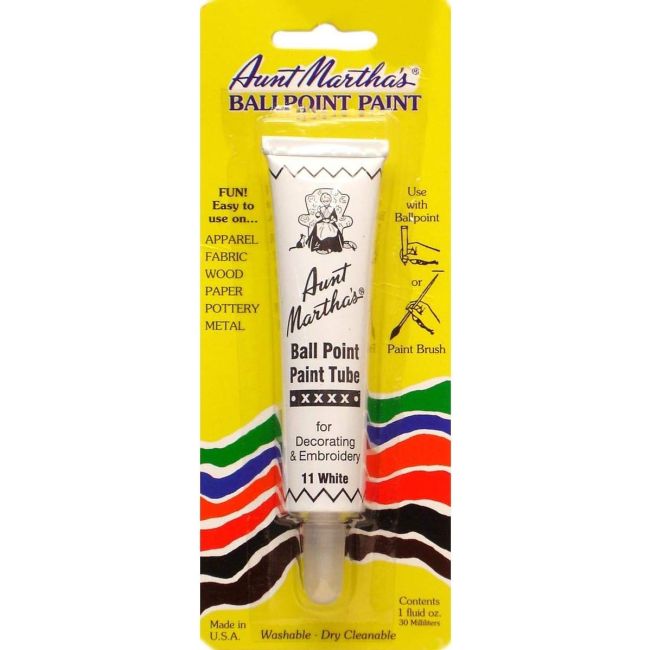 Aunt Martha's®
BALLPOINT PAINT
FUN!
Easy to
use on...
APPAREL
FABRIC
WOOD
PAPER
POTTERY
METAL
Use
with
Ballpoint
or
Paint Brush
Aunt
Martha's®
Ball Point
Paint Tube
• XXXX •
for
Decorating
& Embroidery
11 White
Made in
U.S.A.
Washable - Dry Cleanable
Contents
1 fluid oz.
30 Milliliters